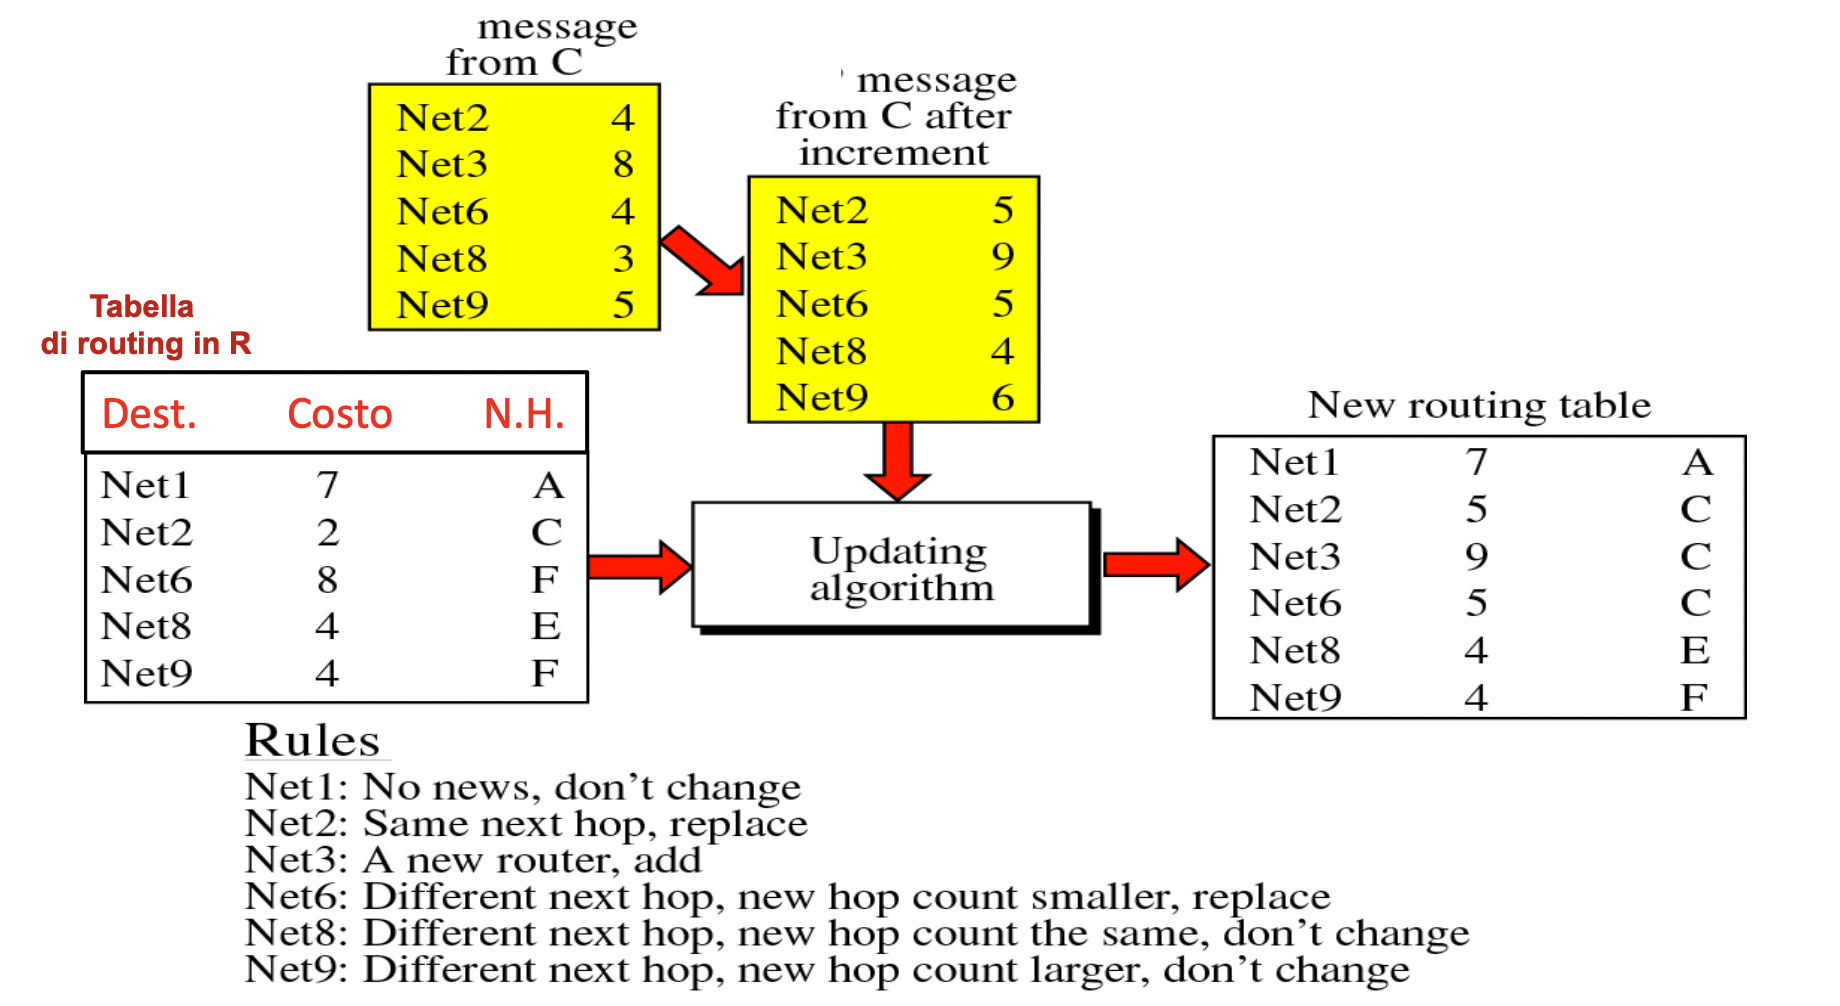 message
from C
Net2 4
Net3 8
Net6 4
Net8 3
Net9 5
message
from C after
increment
Net2 5
Net3 9
Net6 5
Net8 4
Net9 6
Tabella
di routing in R
Dest. Costo N.H.
Net1 7 A
Net2 2 C
Net6 8 F
Net8 4 E
Net9 4 F
Updating
algorithm
New routing table
Net1 7 A
Net2 5 C
Net3 9 C
Net6 5 C
Net8 4 E
Net9 4 F
Rules
Net1: No news, don’t change
Net2: Same next hop, replace
Net3: A new router, add
Net6: Different next hop, new hop count smaller, replace
Net8: Different next hop, new hop count the same, don’t change
Net9: Different next hop, new hop count larger, don’t change